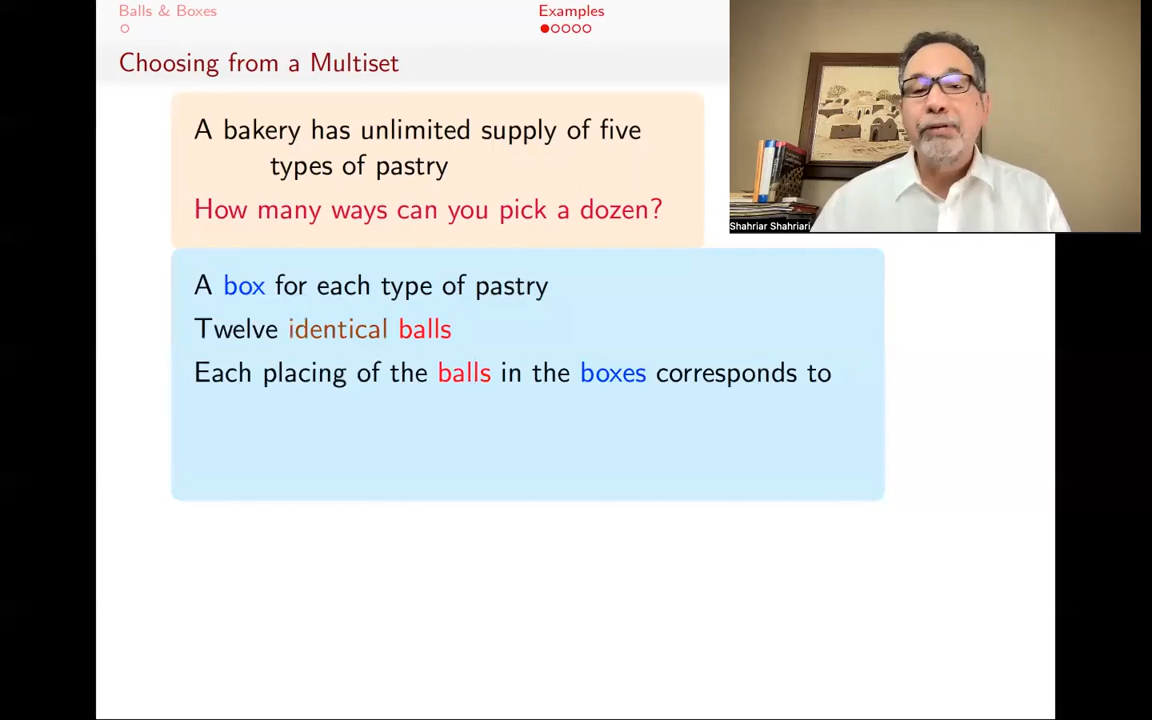 Balls & Boxes
Examples
Choosing from a Multiset
A bakery has unlimited supply of five
types of pastry
How many ways can you pick a dozen?
Shahriar Shahriari
A box for each type of pastry
Twelve identical balls
Each placing of the balls in the boxes corresponds to